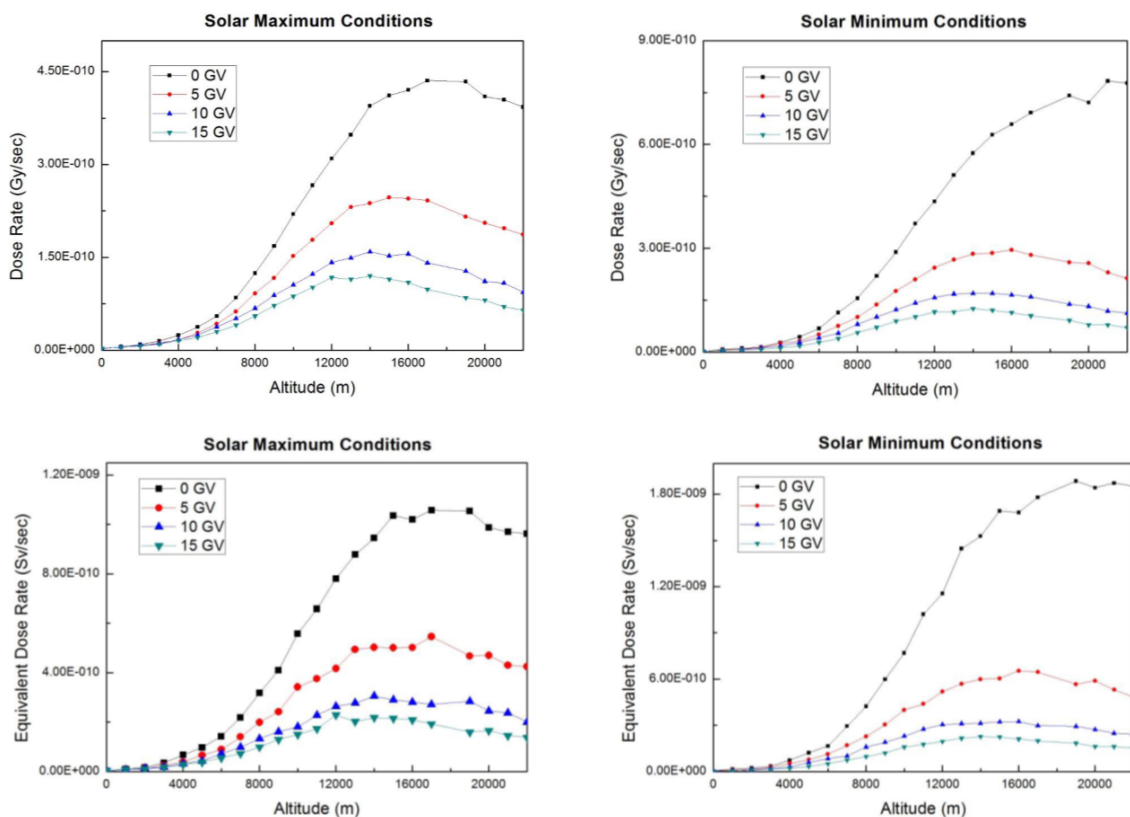 Solar Maximum Conditions
4.50E-010
3.00E-010
1.50E-010
0.00E+000
Dose Rate (Gy/sec)
0 GV
5 GV
10 GV
15 GV
0 4000 8000 12000 16000 20000
Altitude (m)
Solar Minimum Conditions
9.00E-010
6.00E-010
3.00E-010
0.00E+000
Dose Rate (Gy/sec)
0 GV
5 GV
10 GV
15 GV
0 4000 8000 12000 16000 20000
Altitude (m)
Solar Maximum Conditions
1.20E-009
8.00E-010
4.00E-010
0.00E+000
Equivalent Dose Rate (Sv/sec)
0 GV
5 GV
10 GV
15 GV
0 4000 8000 12000 16000 20000
Altitude (m)
Solar Minimum Conditions
1.80E-009
1.20E-009
6.00E-010
0.00E+000
Equivalent Dose Rate (Sv/sec)
0 GV
5 GV
10 GV
15 GV
0 4000 8000 12000 16000 20000
Altitude (m)